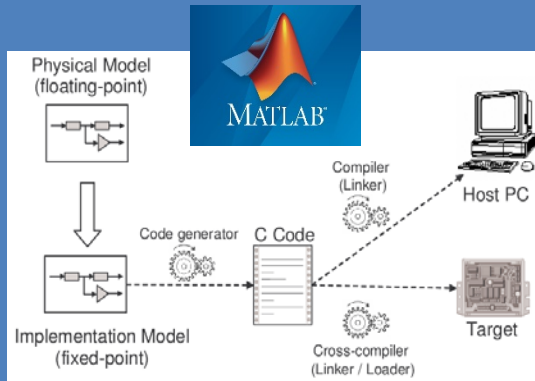 MATLAB®
Physical Model
(floating-point)
Compiler
(Linker)
Host PC
Code generator
C Code
Implementation Model
(fixed-point)
Cross-compiler
(Linker / Loader)
Target